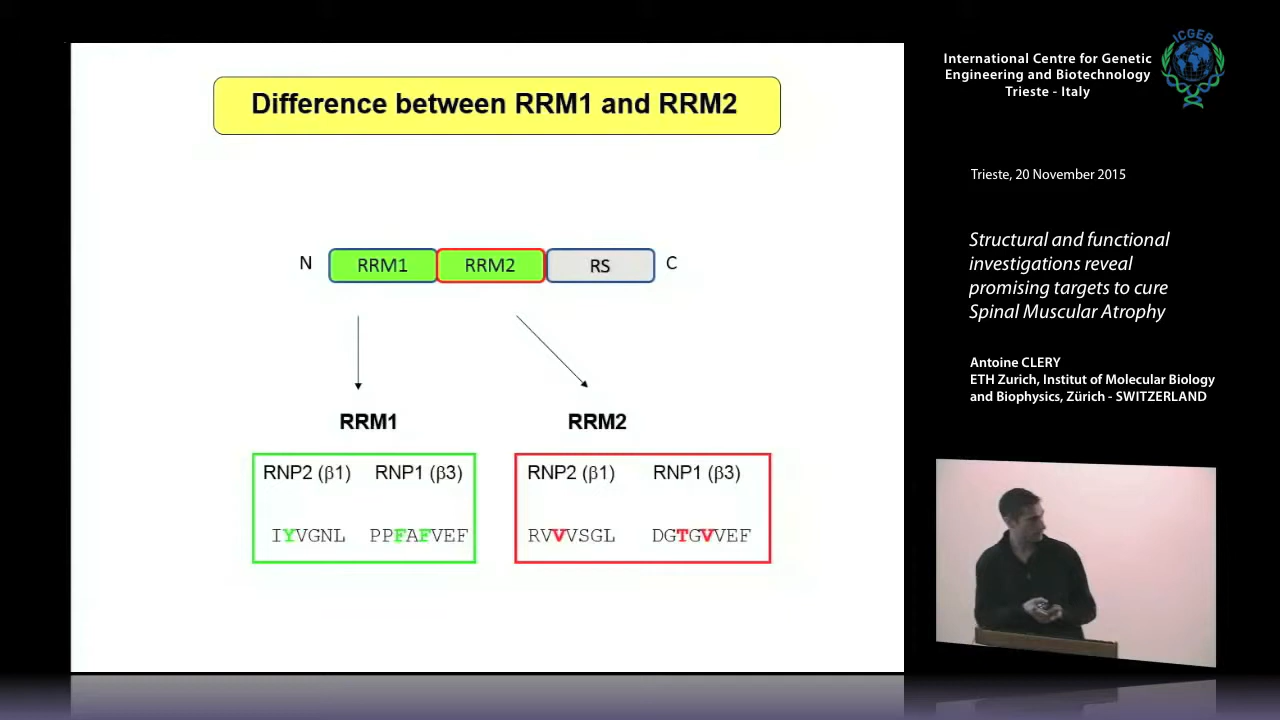 Difference between RRM1 and RRM2
N
RRM1
RRM2
RS
C
RRM1
RRM2
RNP2 (β1)
RNP1 (β3)
IYVGNL
PPFAFVEF
RNP2 (β1)
RNP1 (β3)
RVVVSGL
DGTGVVEF
International Centre for Genetic
Engineering and Biotechnology
Trieste - Italy
ICGEB
Trieste, 20 November 2015
Structural and functional
investigations reveal
promising targets to cure
Spinal Muscular Atrophy
Antoine CLERY
ETH Zurich, Institut of Molecular Biology
and Biophysics, Zürich - SWITZERLAND